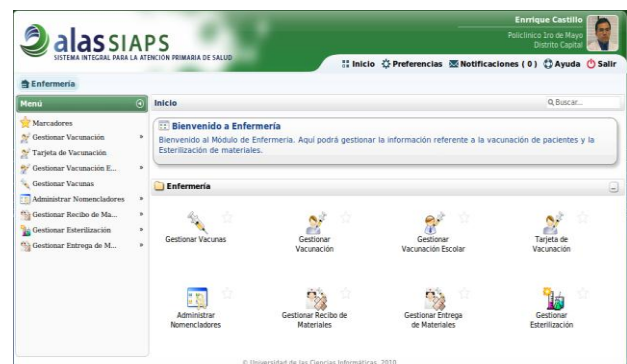 Enrrique Castillo
Policlínico 1ro de Mayo
Distrito Capital
alasSIAPS
SISTEMA INTEGRAL PARA LA ATENCIÓN PRIMARIA DE SALUD
Inicio Preferencias Notificaciones ( 0 ) Ayuda Salir
Enfermería
Menú
Marcadores
Gestionar Vacunación
Tarjeta de Vacunación
Gestionar Vacunación E...
Gestionar Vacunas
Administrar Nomencladores
Gestionar Recibo de Ma...
Gestionar Esterilización
Gestionar Entrega de M...
Inicio
Buscar...
Bienvenido a Enfermería
Bienvenido al Módulo de Enfermeria. Aquí podrá gestionar la información referente a la vacunación de pacientes y la
Esterilización de materiales.
Enfermería
Gestionar Vacunas
Gestionar
Vacunación
Gestionar
Vacunación Escolar
Tarjeta de
Vacunación
Administrar
Nomencladores
Gestionar Recibo de
Materiales
Gestionar Entrega
de Materiales
Gestionar
Esterilización
© Universidad de las Ciencias Informáticas, 2010